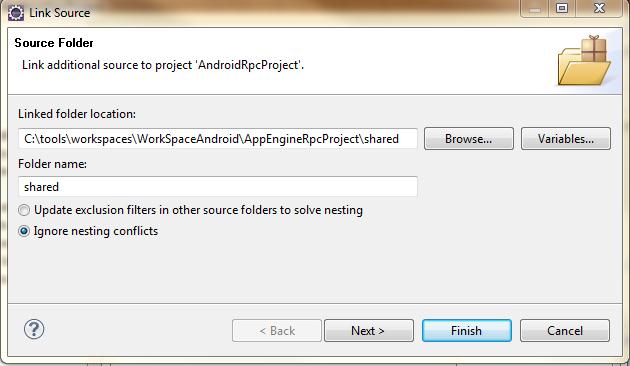 Link Source
Source Folder
Link additional source to project 'AndroidRpcProject'.
Linked folder location:
C:\tools\workspaces\WorkSpaceAndroid\AppEngineRpcProject\shared
Browse...
Variables...
Folder name:
shared
Update exclusion filters in other source folders to solve nesting
Ignore nesting conflicts
?
< Back
Next >
Finish
Cancel